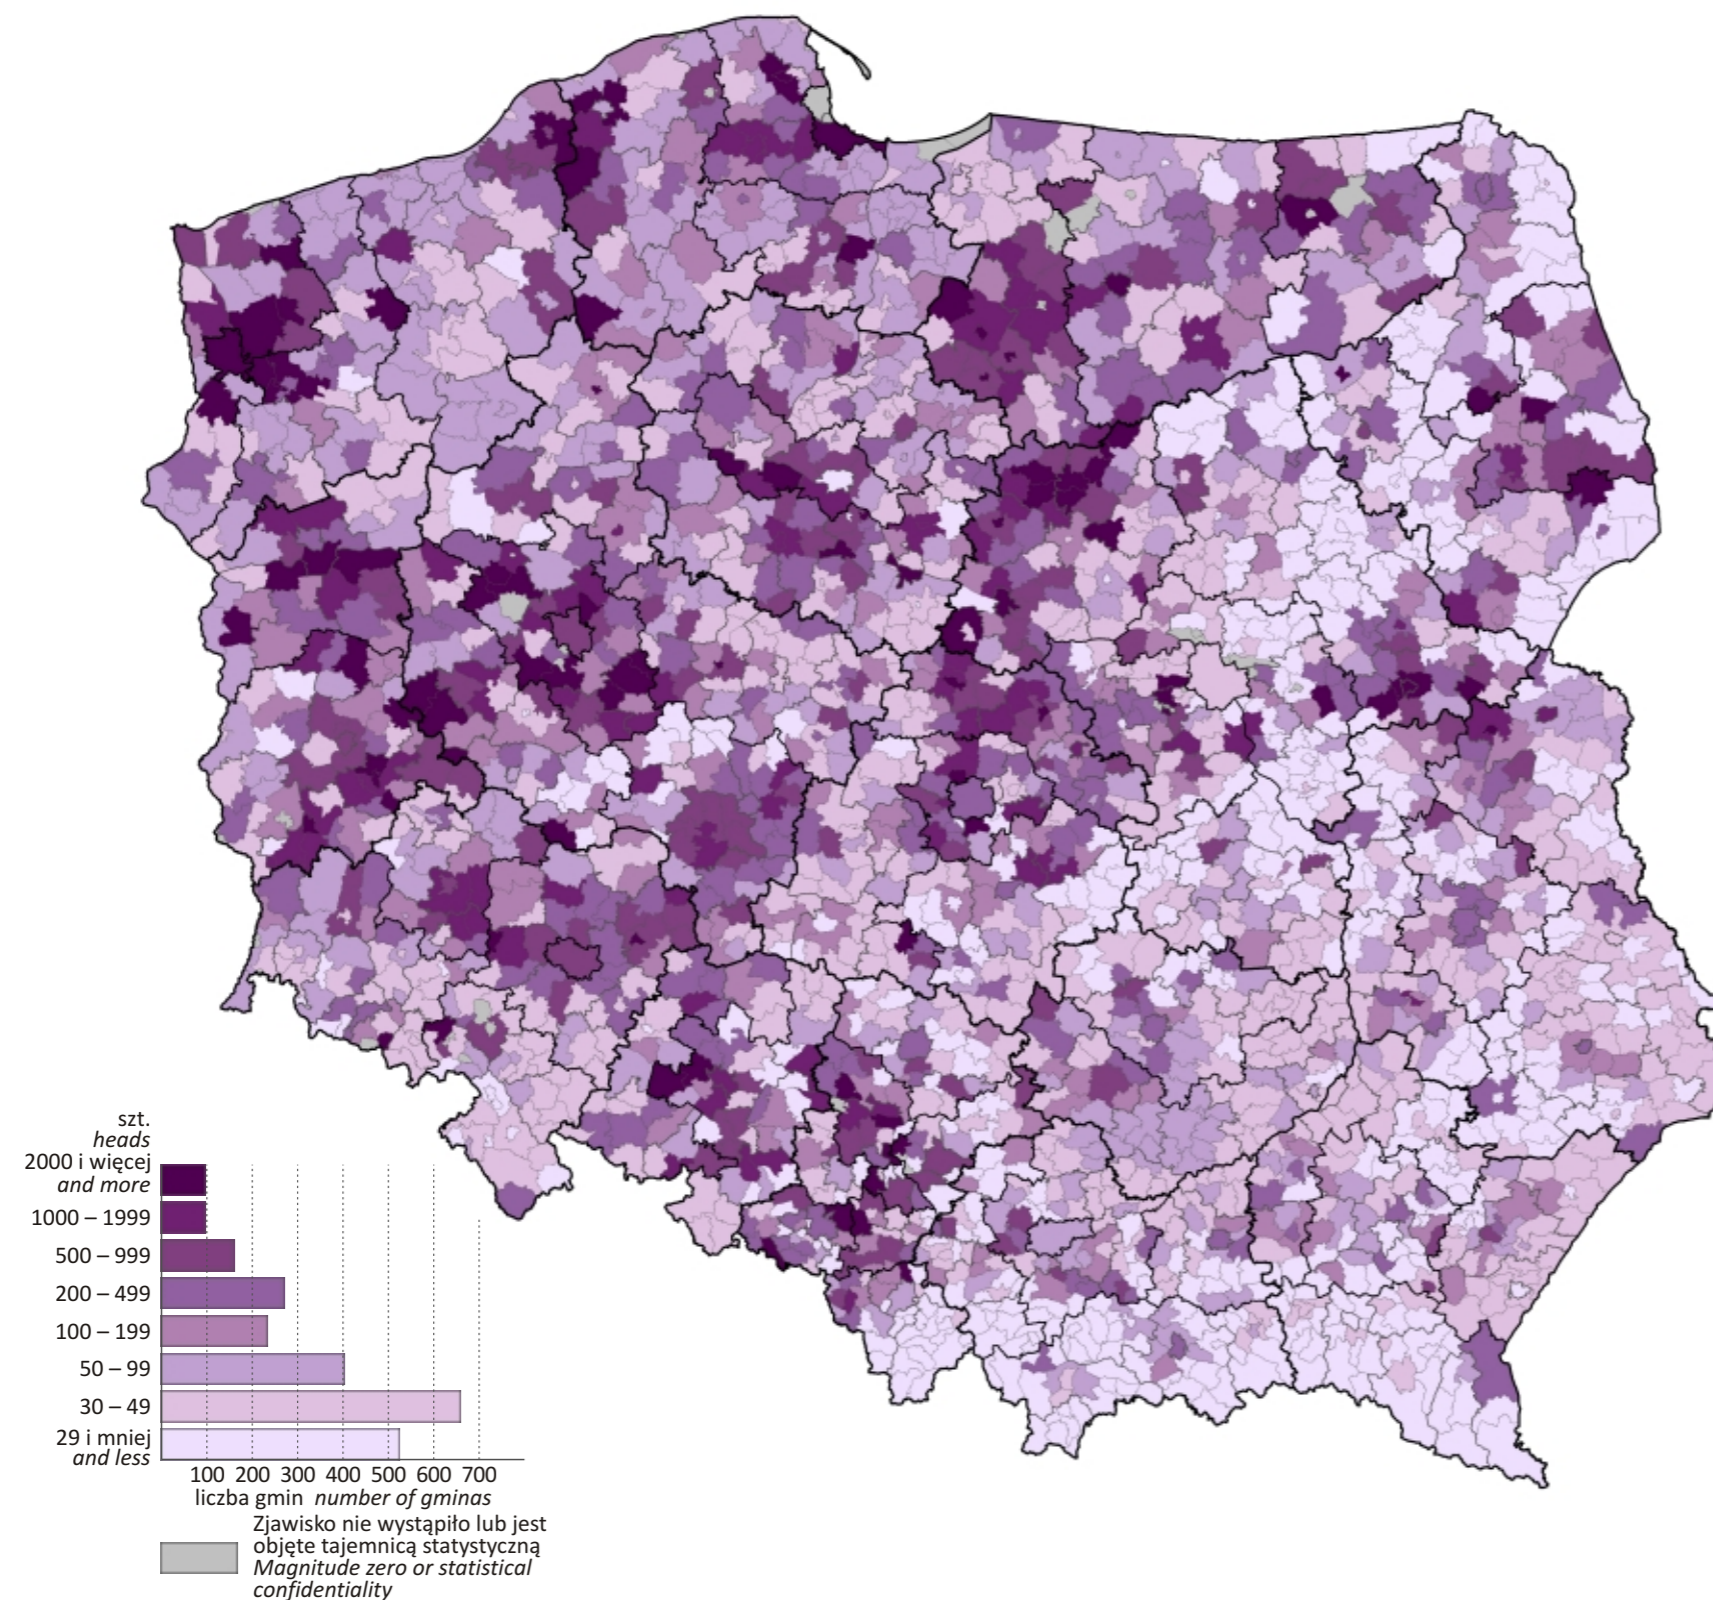 szt.
heads
2000 i więcej
and more
1000 – 1999
500 – 999
200 – 499
100 – 199
50 – 99
30 – 49
29 i mniej
and less
100 200 300 400 500 600 700
liczba gmin number of gminas
Zjawisko nie wystąpiło lub jest
objęte tajemnicą statystyczną
Magnitude zero or statistical
confidentiality